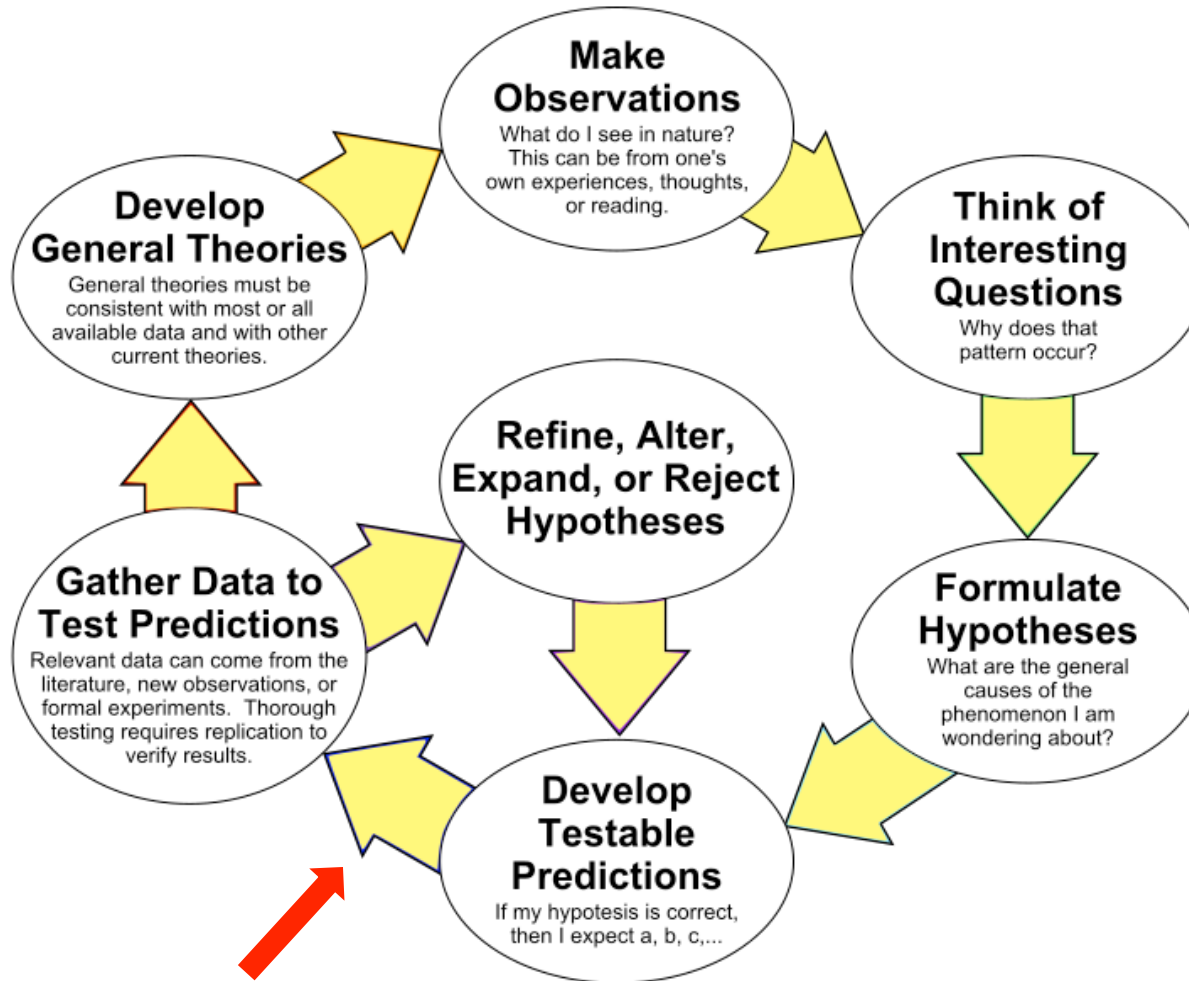 Make
Observations
What do I see in nature?
This can be from one's
own experiences, thoughts,
or reading.
Think of
Interesting
Questions
Why does that
pattern occur?
Formulate
Hypotheses
What are the general
causes of the
phenomenon I am
wondering about?
Develop
Testable
Predictions
If my hypotesis is correct,
then I expect a, b, c,...
Gather Data to
Test Predictions
Relevant data can come from the
literature, new observations, or
formal experiments. Thorough
testing requires replication to
verify results.
Refine, Alter,
Expand, or Reject
Hypotheses
Develop
General Theories
General theories must be
consistent with most or all
available data and with other
current theories.